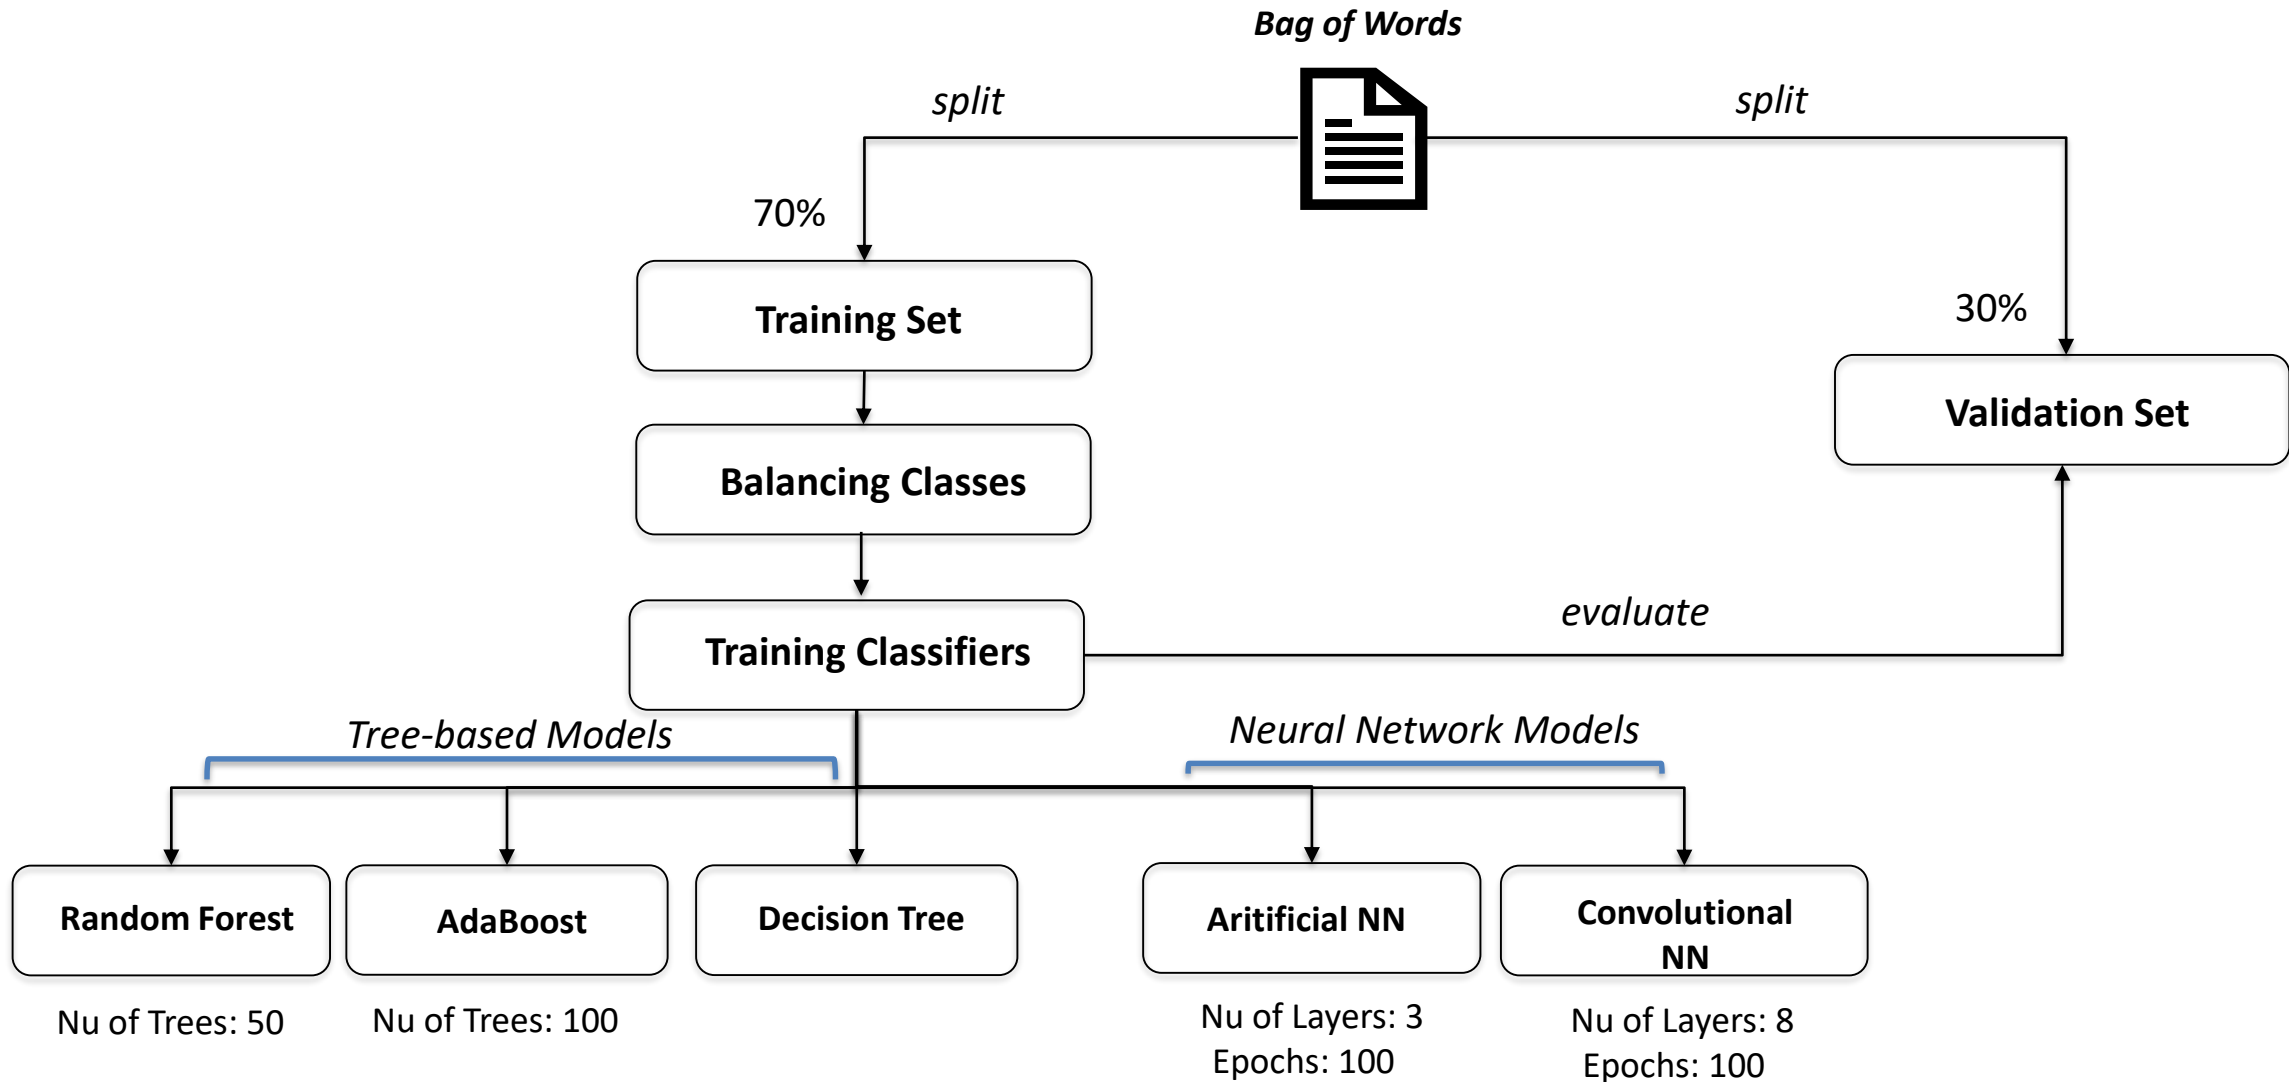 Bag of Words
split
split
70%
Training Set
30%
Validation Set
Balancing Classes
evaluate
Training Classifiers
Tree-based Models
Neural Network Models
Random Forest
AdaBoost
Decision Tree
Aritificial NN
Convolutional
NN
Nu of Trees: 50
Nu of Trees: 100
Nu of Layers: 3
Epochs: 100
Nu of Layers: 8
Epochs: 100